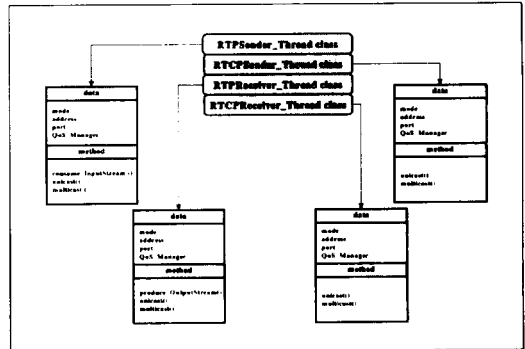 RTPSender_Thread class
RTCPSender_Thread class
RTPReceiver_Thread class
RTCPReceiver_Thread class
data
mode
address
port
QoS Manager
method
consume InputStream()
unicast()
multicast()
data
mode
address
port
QoS Manager
method
unicast()
multicast()
data
mode
address
port
QoS Manager
method
produce OutputStream()
unicast()
multicast()
data
mode
address
port
QoS Manager
method
unicast()
multicast()